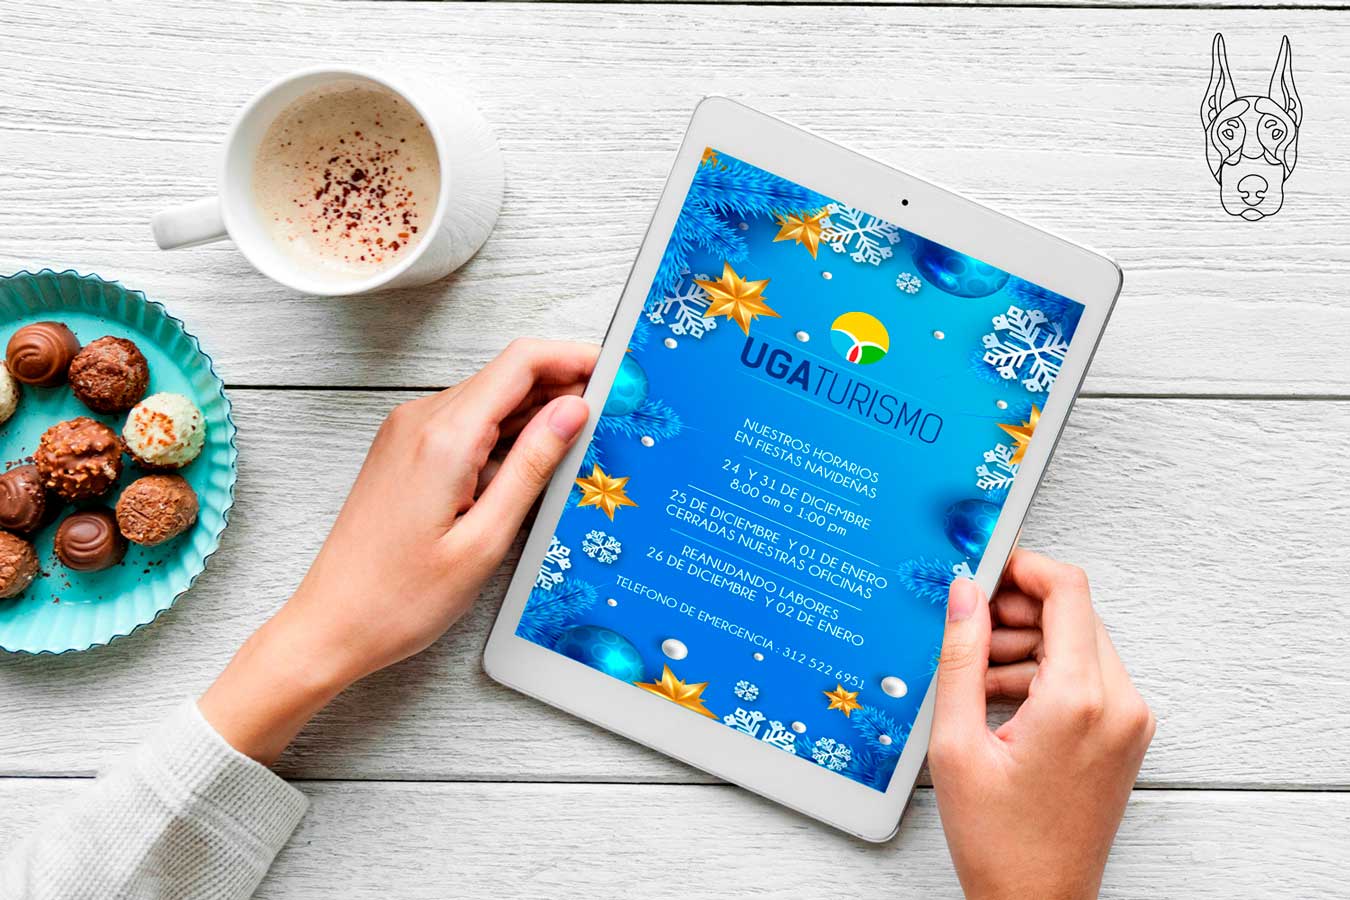 UGATURISMO
NUESTROS HORARIOS
EN FIESTAS NAVIDEÑAS
24 Y 31 DE DICIEMBRE
8:00 am a 1:00 pm
25 DE DICIEMBRE Y 01 DE ENERO
CERRADAS NUESTRAS OFICINAS
REANUDANDO LABORES
26 DE DICIEMBRE Y 02 DE ENERO
TELEFONO DE EMERGENCIA : 312 522 6951